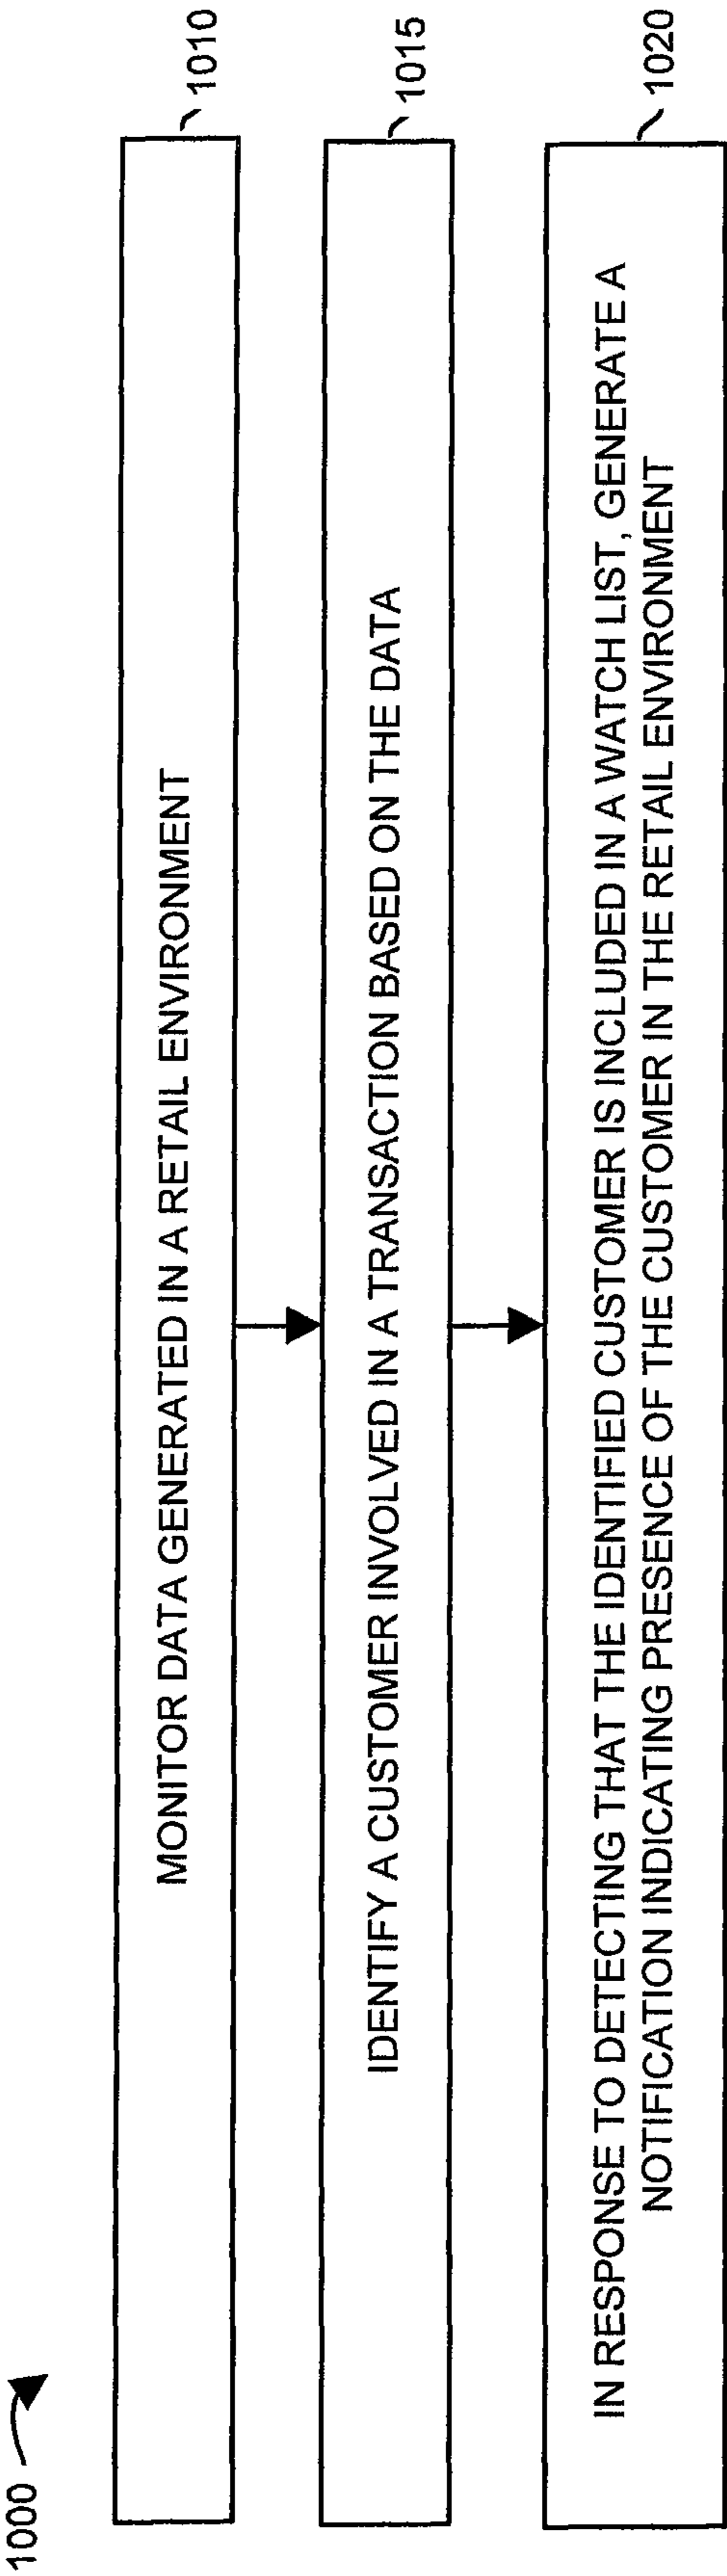 1000
MONITOR DATA GENERATED IN A RETAIL ENVIRONMENT
1010
IDENTIFY A CUSTOMER INVOLVED IN A TRANSACTION BASED ON THE DATA
1015
IN RESPONSE TO DETECTING THAT THE IDENTIFIED CUSTOMER IS INCLUDED IN A WATCH LIST, GENERATE A
NOTIFICATION INDICATING PRESENCE OF THE CUSTOMER IN THE RETAIL ENVIRONMENT
1020